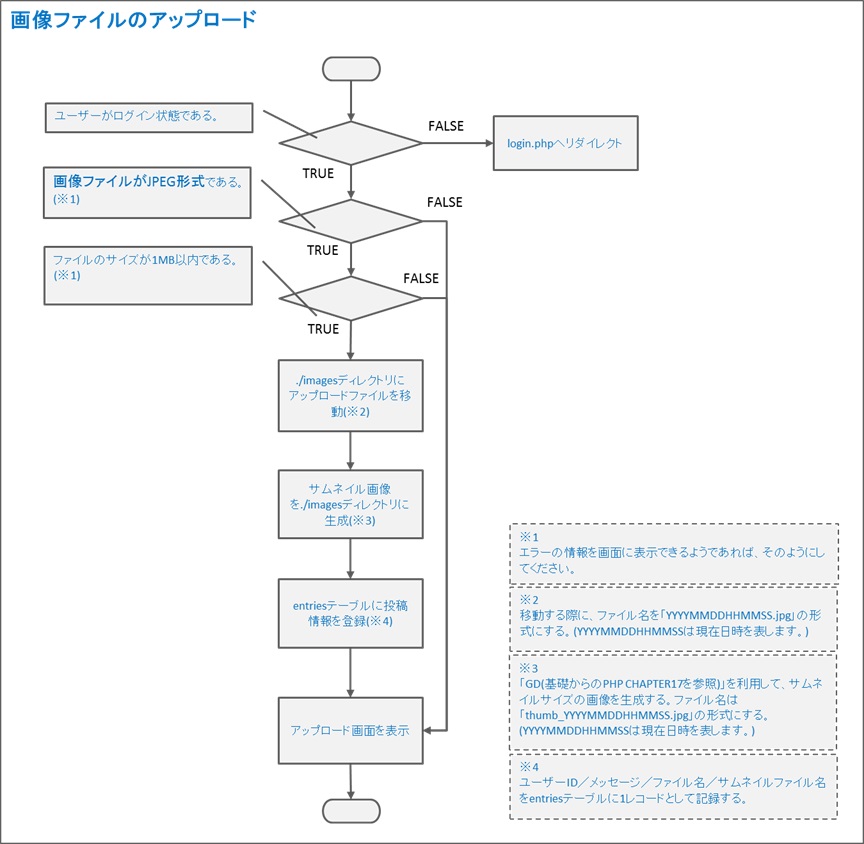 画像ファイルのアップロード
ユーザーがログイン状態である。
FALSE
login.phpへリダイレクト
TRUE
画像ファイルがJPEG形式である。
(※1)
FALSE
TRUE
ファイルのサイズが1MB以内である。
(※1)
FALSE
TRUE
./imagesディレクトリに
アップロードファイルを移
動(※2)
サムネイル画像
を./imagesディレクトリに
生成(※3)
entriesテーブルに投稿
情報を登録(※4)
アップロード画面を表示
※1
エラーの情報を画面に表示できるようであれば、そのようにし
てください。
※2
移動する際に、ファイル名を「YYYYMMDDHHMMSS.jpg」の形
式にする。(YYYYMMDDHHMMSSは現在日時を表します。)
※3
「GD(基礎からのPHP CHAPTER17を参照)」を利用して、サムネ
イルサイズの画像を生成する。ファイル名は
「thumb_YYYYMMDDHHMMSS.jpg」の形式にする。
(YYYYMMDDHHMMSSは現在日時を表します。)
※4
ユーザーID／メッセージ／ファイル名／サムネイルファイル名
をentriesテーブルに1レコードとして記録する。